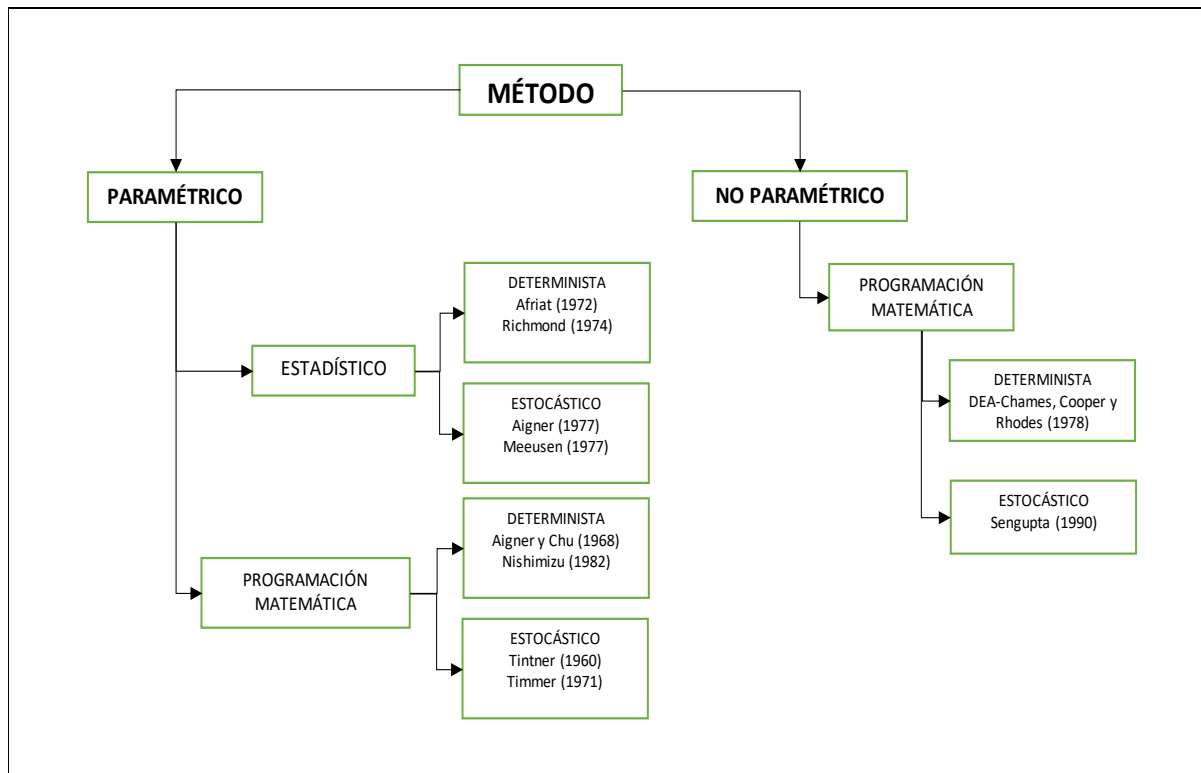 MÉTODO
PARAMÉTRICO
NO PARAMÉTRICO
DETERMINISTA
Afriat (1972)
Richmond (1974)
ESTADÍSTICO
ESTOCÁSTICO
Aigner (1977)
Meeusen (1977)
PROGRAMACIÓN
MATEMÁTICA
DETERMINISTA
Aigner y Chu (1968)
Nishimizu (1982)
ESTOCÁSTICO
Tintner (1960)
Timmer (1971)
PROGRAMACIÓN
MATEMÁTICA
DETERMINISTA
DEA-Chames, Cooper y
Rhodes (1978)
ESTOCÁSTICO
Sengupta (1990)